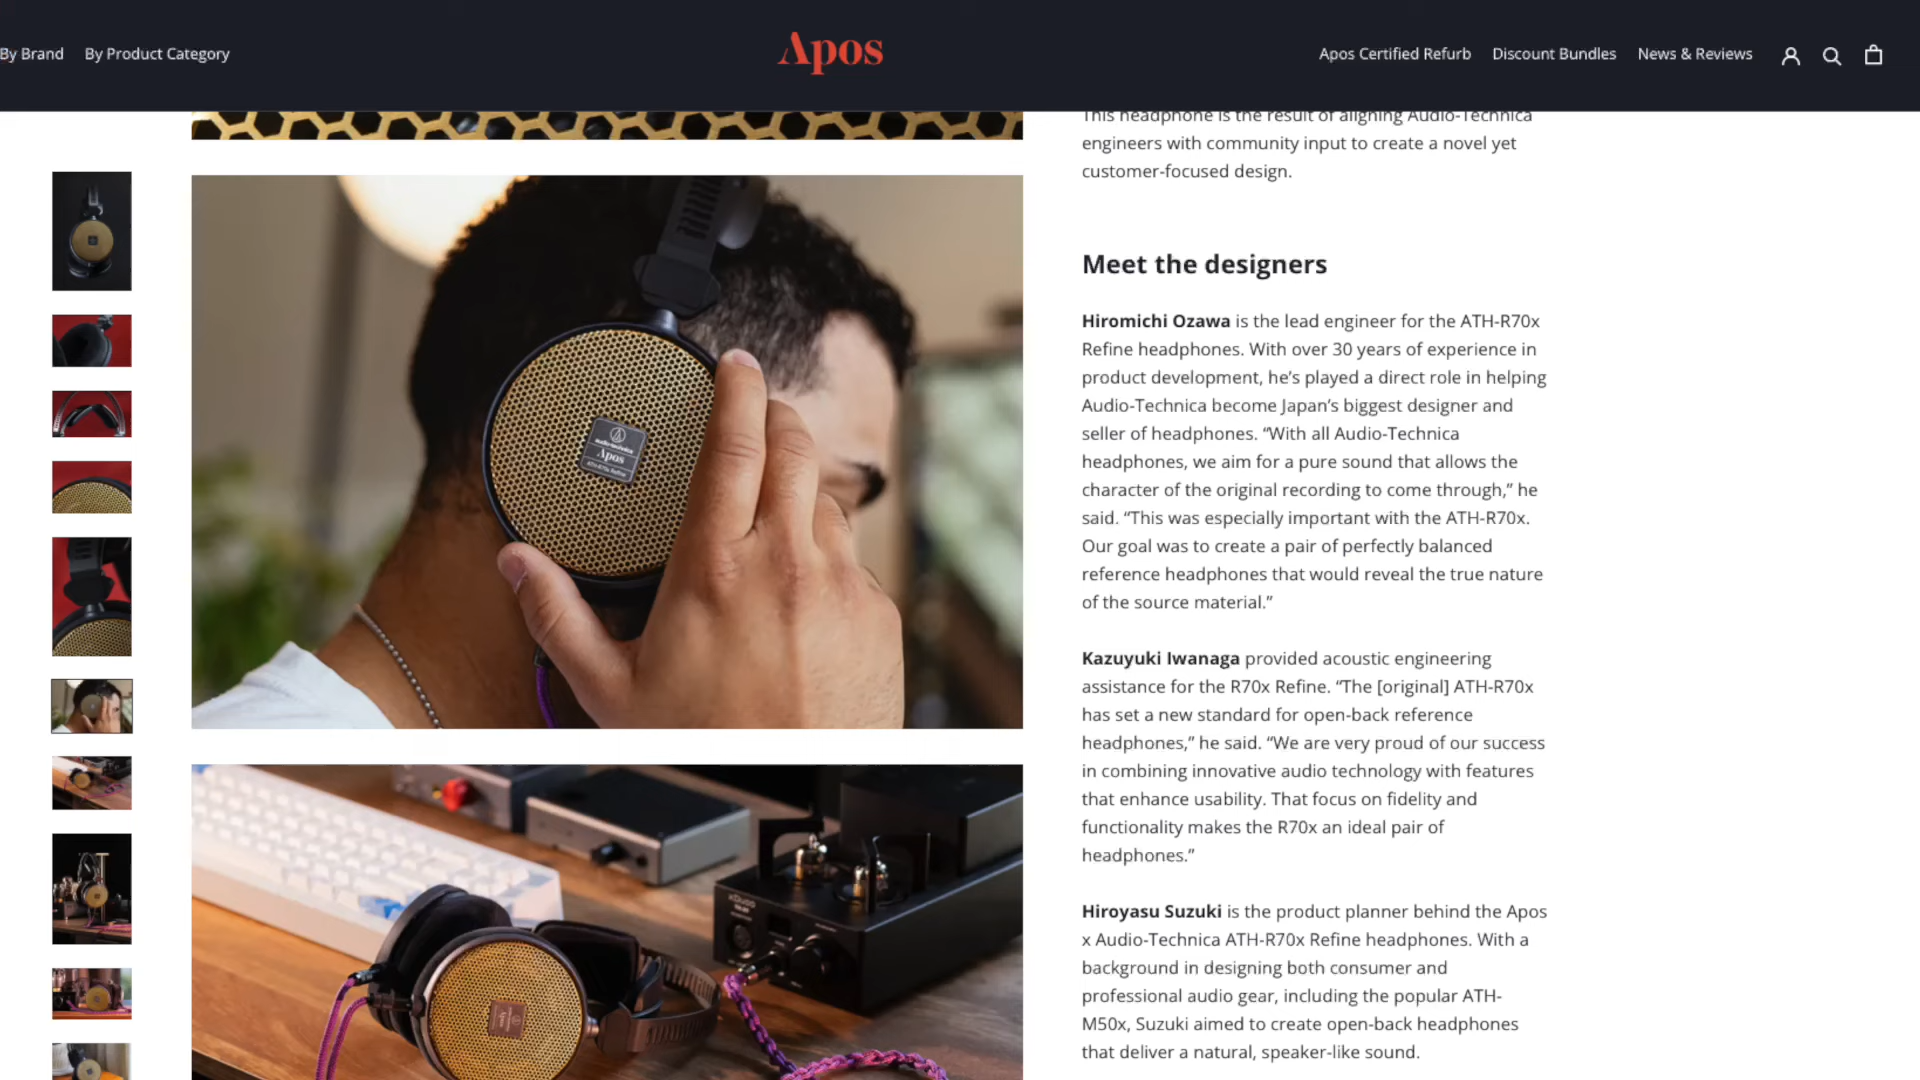 By Brand
By Product Category
Apos
Apos Certified Refurb
Discount Bundles
News & Reviews
This headphone is the result of aligning Audio-Technica
engineers with community input to create a novel yet
customer-focused design.
Meet the designers
Hiromichi Ozawa is the lead engineer for the ATH-R70x
Refine headphones. With over 30 years of experience in
product development, he’s played a direct role in helping
Audio-Technica become Japan’s biggest designer and
seller of headphones. “With all Audio-Technica
headphones, we aim for a pure sound that allows the
character of the original recording to come through,” he
said. “This was especially important with the ATH-R70x.
Our goal was to create a pair of perfectly balanced
reference headphones that would reveal the true nature
of the source material.”
Kazuyuki Iwanaga provided acoustic engineering
assistance for the R70x Refine. “The [original] ATH-R70x
has set a new standard for open-back reference
headphones,” he said. “We are very proud of our success
in combining innovative audio technology with features
that enhance usability. That focus on fidelity and
functionality makes the R70x an ideal pair of
headphones.”
Hiroyasu Suzuki is the product planner behind the Apos
x Audio-Technica ATH-R70x Refine headphones. With a
background in designing both consumer and
professional audio gear, including the popular ATH-
M50x, Suzuki aimed to create open-back headphones
that deliver a natural, speaker-like sound.
audio-technica
Apos
ATH-R70x Refine
xDuoo